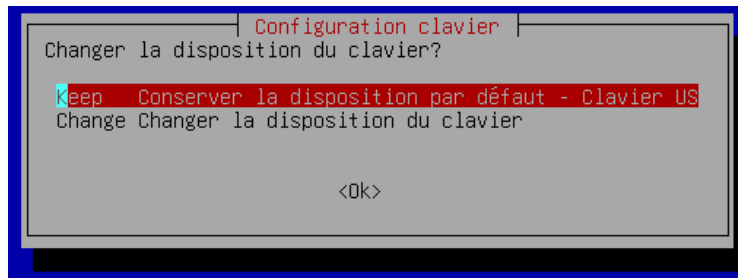 Configuration clavier
Changer la disposition du clavier?
Keep Conserver la disposition par défaut - Clavier US
Change Changer la disposition du clavier
<Ok>